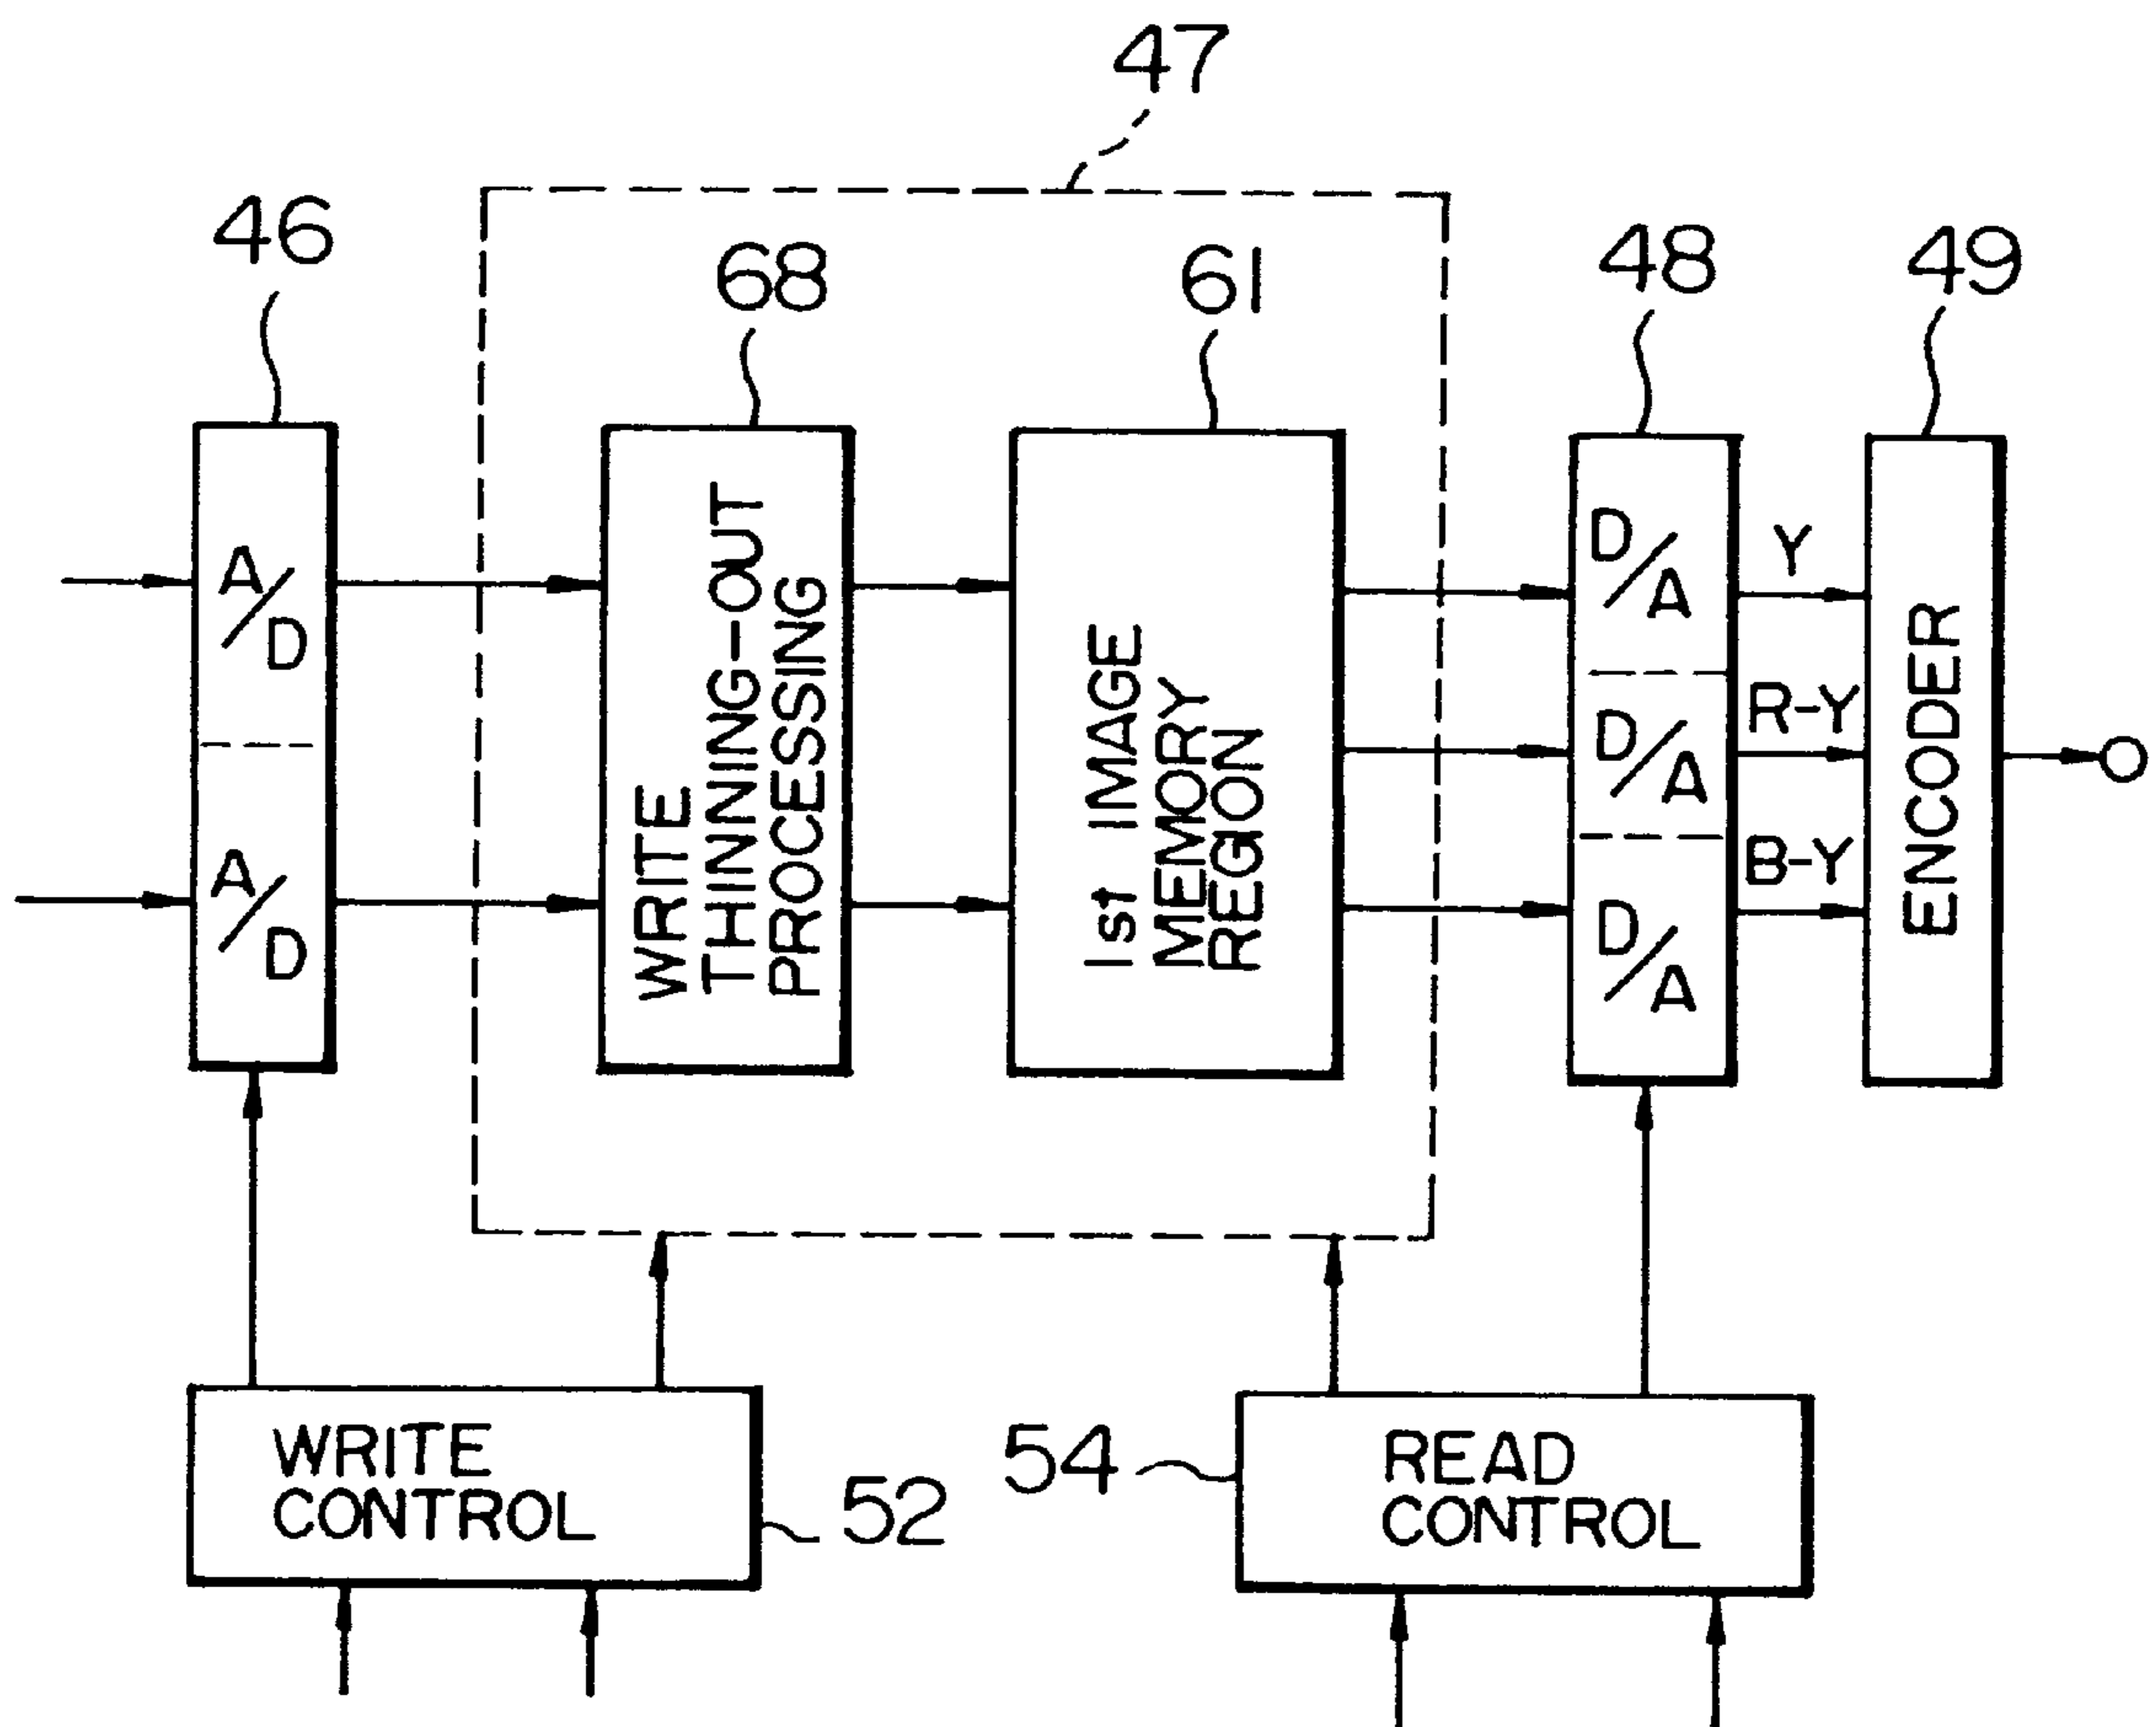 47
46
68
61
48
49
A/D
A/D
WRITE
THINNING-OUT
PROCESSING
1st IMAGE
MEMORY
REGION
D/A
D/A
D/A
Y
R-Y
B-Y
ENCODER
WRITE
CONTROL
52
54
READ
CONTROL